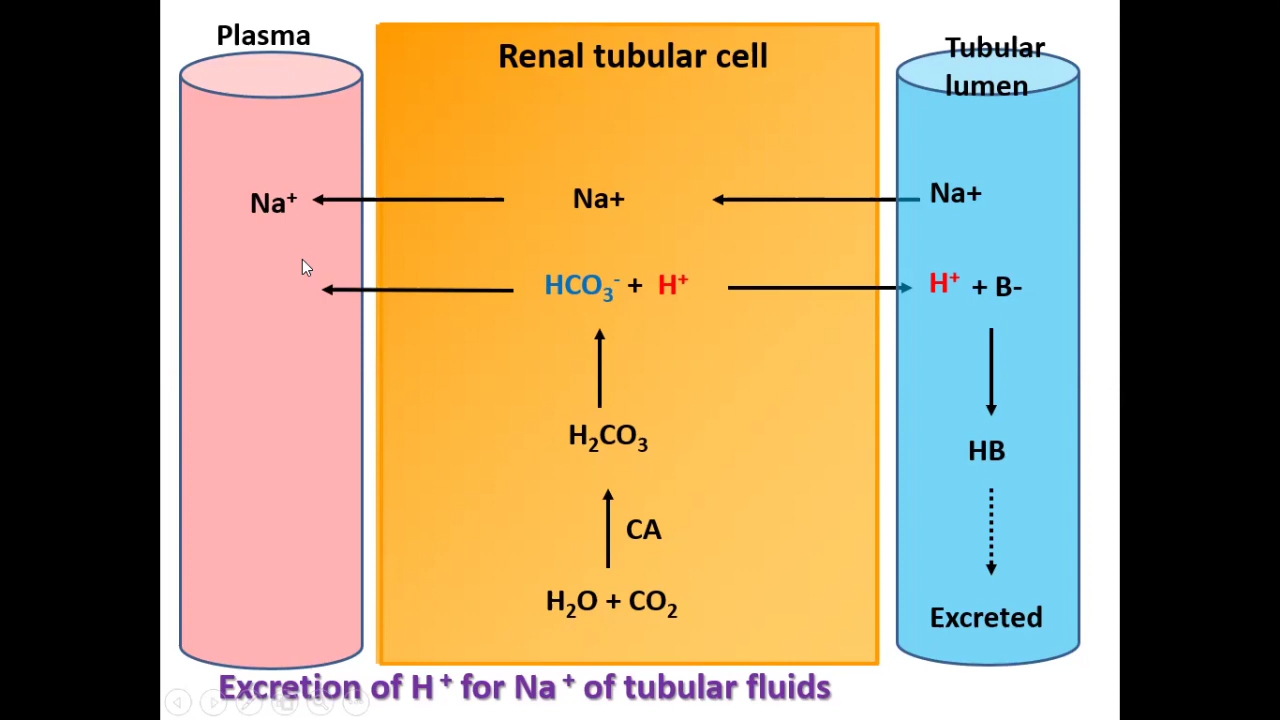 Plasma
Renal tubular cell
Tubular
lumen
Na⁺
Na+
Na+
HCO₃⁻ + H⁺
H⁺ + B-
H₂CO₃
HB
CA
H₂O + CO₂
Excreted
Excretion of H⁺ for Na⁺ of tubular fluids